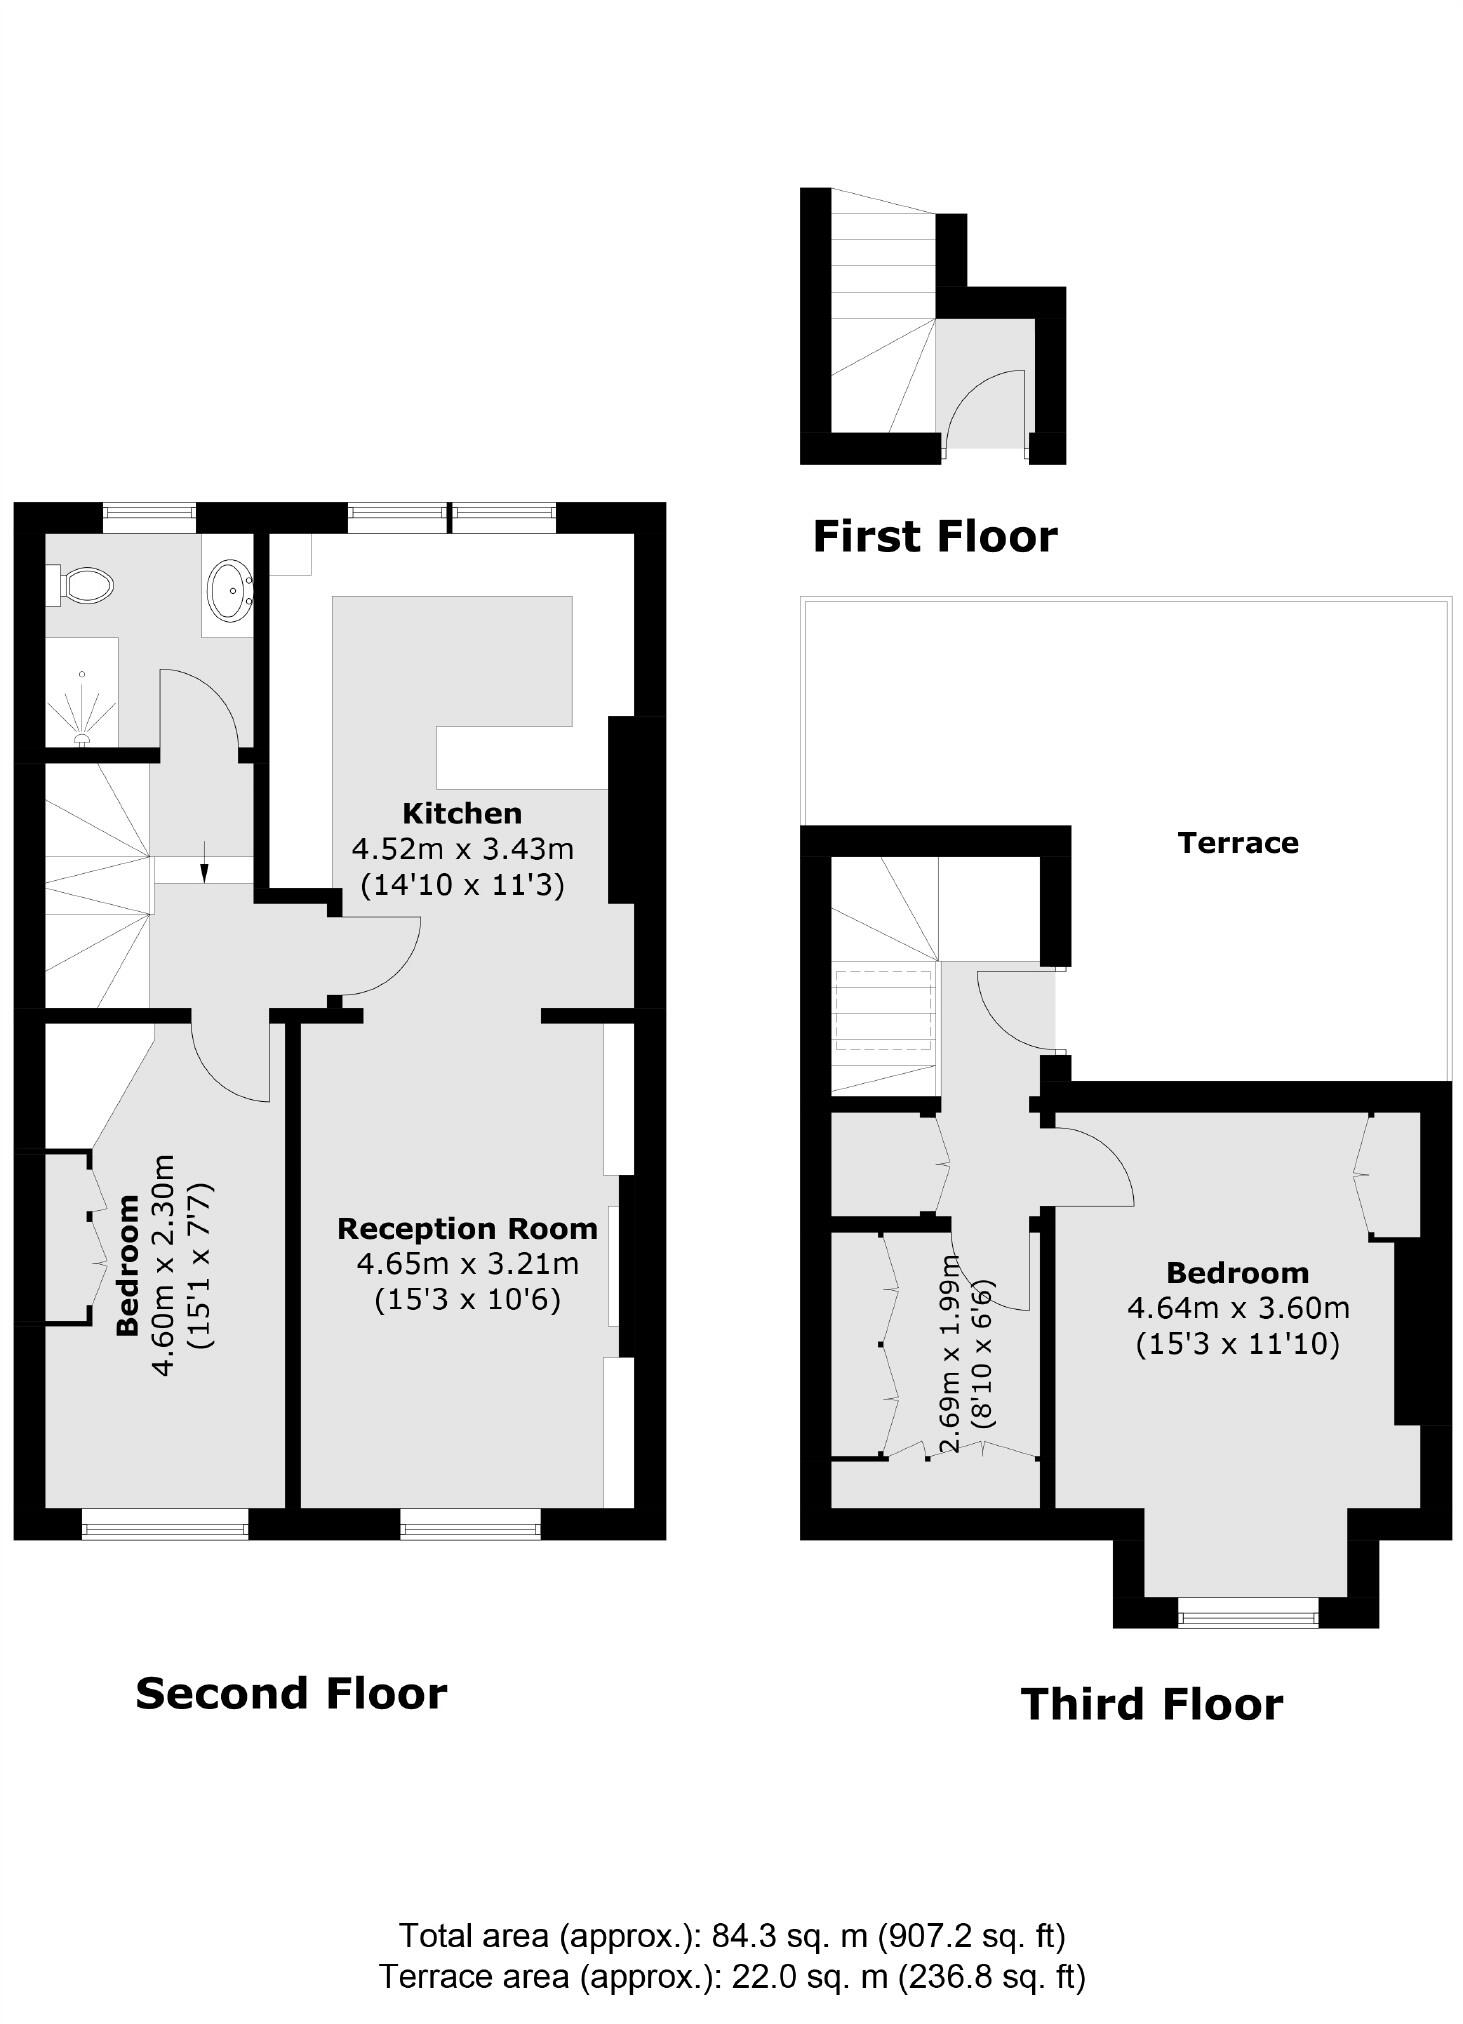 First Floor
Terrace
Kitchen
4.52m x 3.43m
(14'10 x 11'3)
Bedroom
4.60m x 2.30m
(15'1 x 7'7)
Reception Room
4.65m x 3.21m
(15'3 x 10'6)
2.69m x 1.99m
(8'10 x 6'6)
Bedroom
4.64m x 3.60m
(15'3 x 11'10)
Second Floor
Third Floor
Total area (approx.): 84.3 sq. m (907.2 sq. ft)
Terrace area (approx.): 22.0 sq. m (236.8 sq. ft)